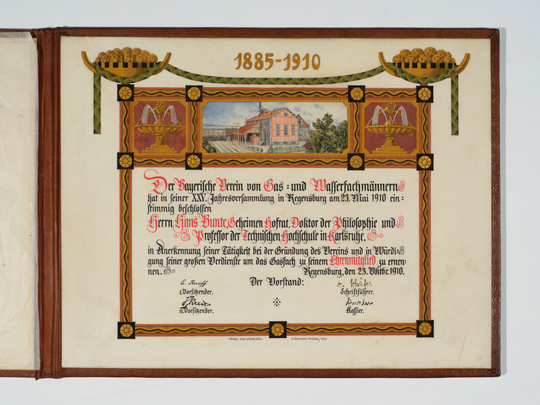 1885-1910
Der Bayerische Verein von Gas- und Wasserfachmännern
hat in seiner XXV. Jahresversammlung in Regensburg am 23. Mai 1910 ein=
stimmig beschlossen
Herrn Hans Bunte, Geheimen Hofrat, Doktor der Philosophie und
Professor der Technischen Hochschule in Karlsruhe,
in Anerkennung seiner Tätigkeit bei der Gründung des Vereins und in Würdi=
gung seiner großen Verdienste um das Gasfach zu seinem Ehrenmitglied zu ernen=
nen.
Regensburg, den 23. Oktbr. 1910.
Der Vorstand:
I. Vorsitzender.
Schriftführer.
II. Vorsitzender.
Kassier.